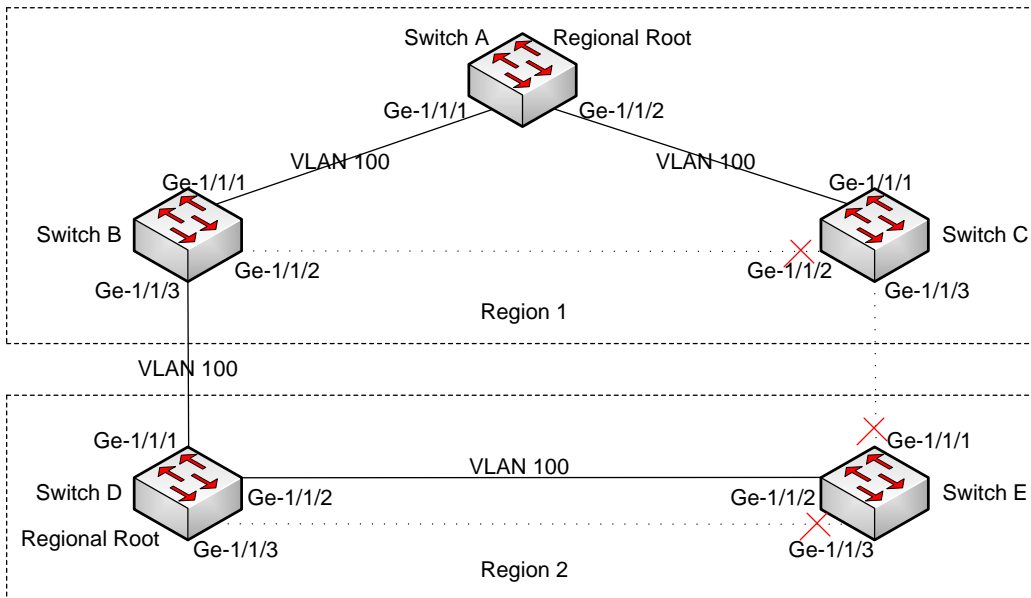 Switch A
Regional Root
Ge-1/1/1
Ge-1/1/2
VLAN 100
VLAN 100
Ge-1/1/1
Ge-1/1/1
Switch B
Switch C
Ge-1/1/2
Ge-1/1/2
Ge-1/1/3
Ge-1/1/3
Region 1
VLAN 100
Ge-1/1/1
Ge-1/1/1
VLAN 100
Switch D
Ge-1/1/2
Ge-1/1/2
Switch E
Regional Root
Ge-1/1/3
Ge-1/1/3
Region 2